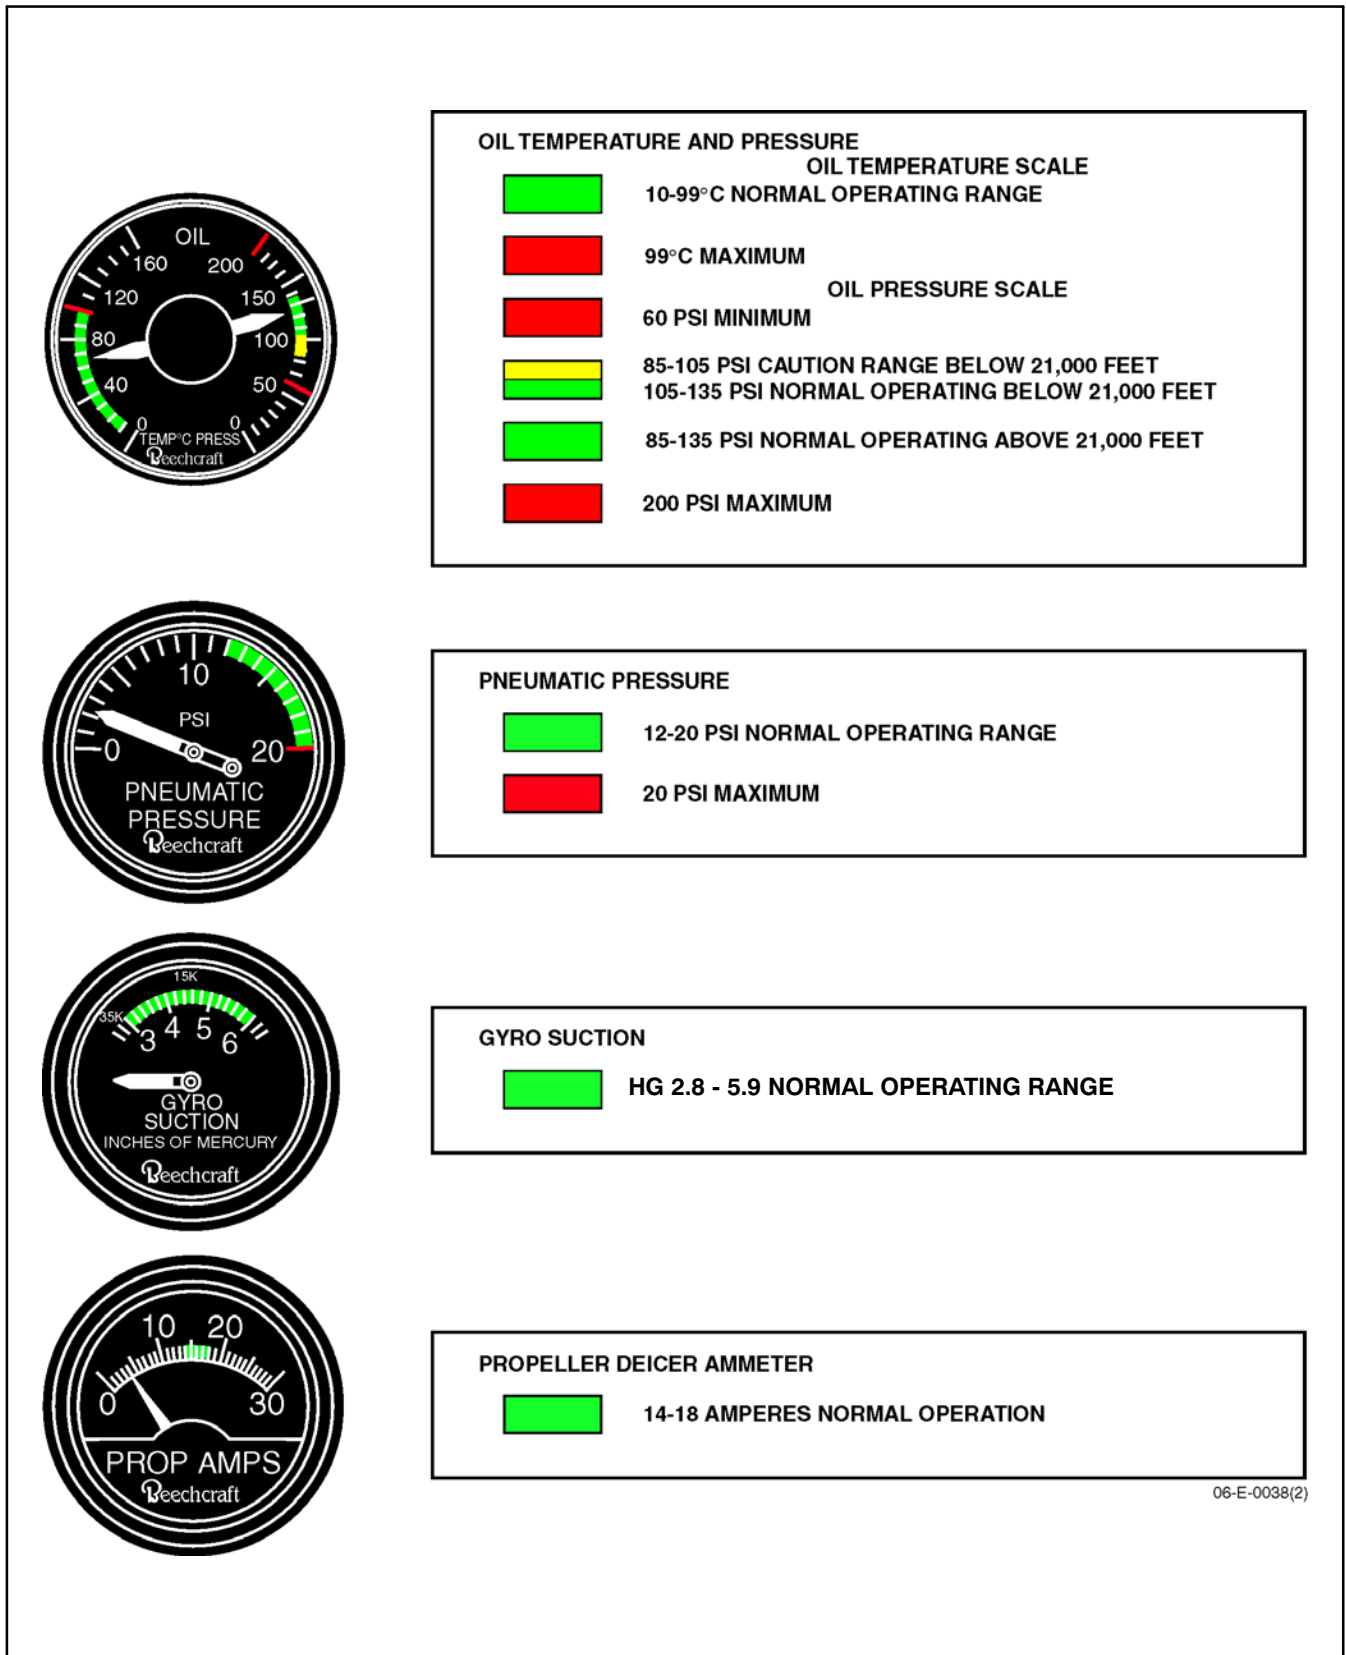 OIL
160
200
120
150
80
100
40
50
0
0
TEMP°C PRESS
Beechcraft
OIL TEMPERATURE AND PRESSURE
OIL TEMPERATURE SCALE
10-99°C NORMAL OPERATING RANGE
99°C MAXIMUM
OIL PRESSURE SCALE
60 PSI MINIMUM
85-105 PSI CAUTION RANGE BELOW 21,000 FEET
105-135 PSI NORMAL OPERATING BELOW 21,000 FEET
85-135 PSI NORMAL OPERATING ABOVE 21,000 FEET
200 PSI MAXIMUM
10
PSI
0
20
PNEUMATIC
PRESSURE
Beechcraft
PNEUMATIC PRESSURE
12-20 PSI NORMAL OPERATING RANGE
20 PSI MAXIMUM
15K
35K
3 4 5 6
GYRO
SUCTION
INCHES OF MERCURY
Beechcraft
GYRO SUCTION
HG 2.8 - 5.9 NORMAL OPERATING RANGE
10 20
0 30
PROP AMPS
Beechcraft
PROPELLER DEICER AMMETER
14-18 AMPERES NORMAL OPERATION
06-E-0038(2)